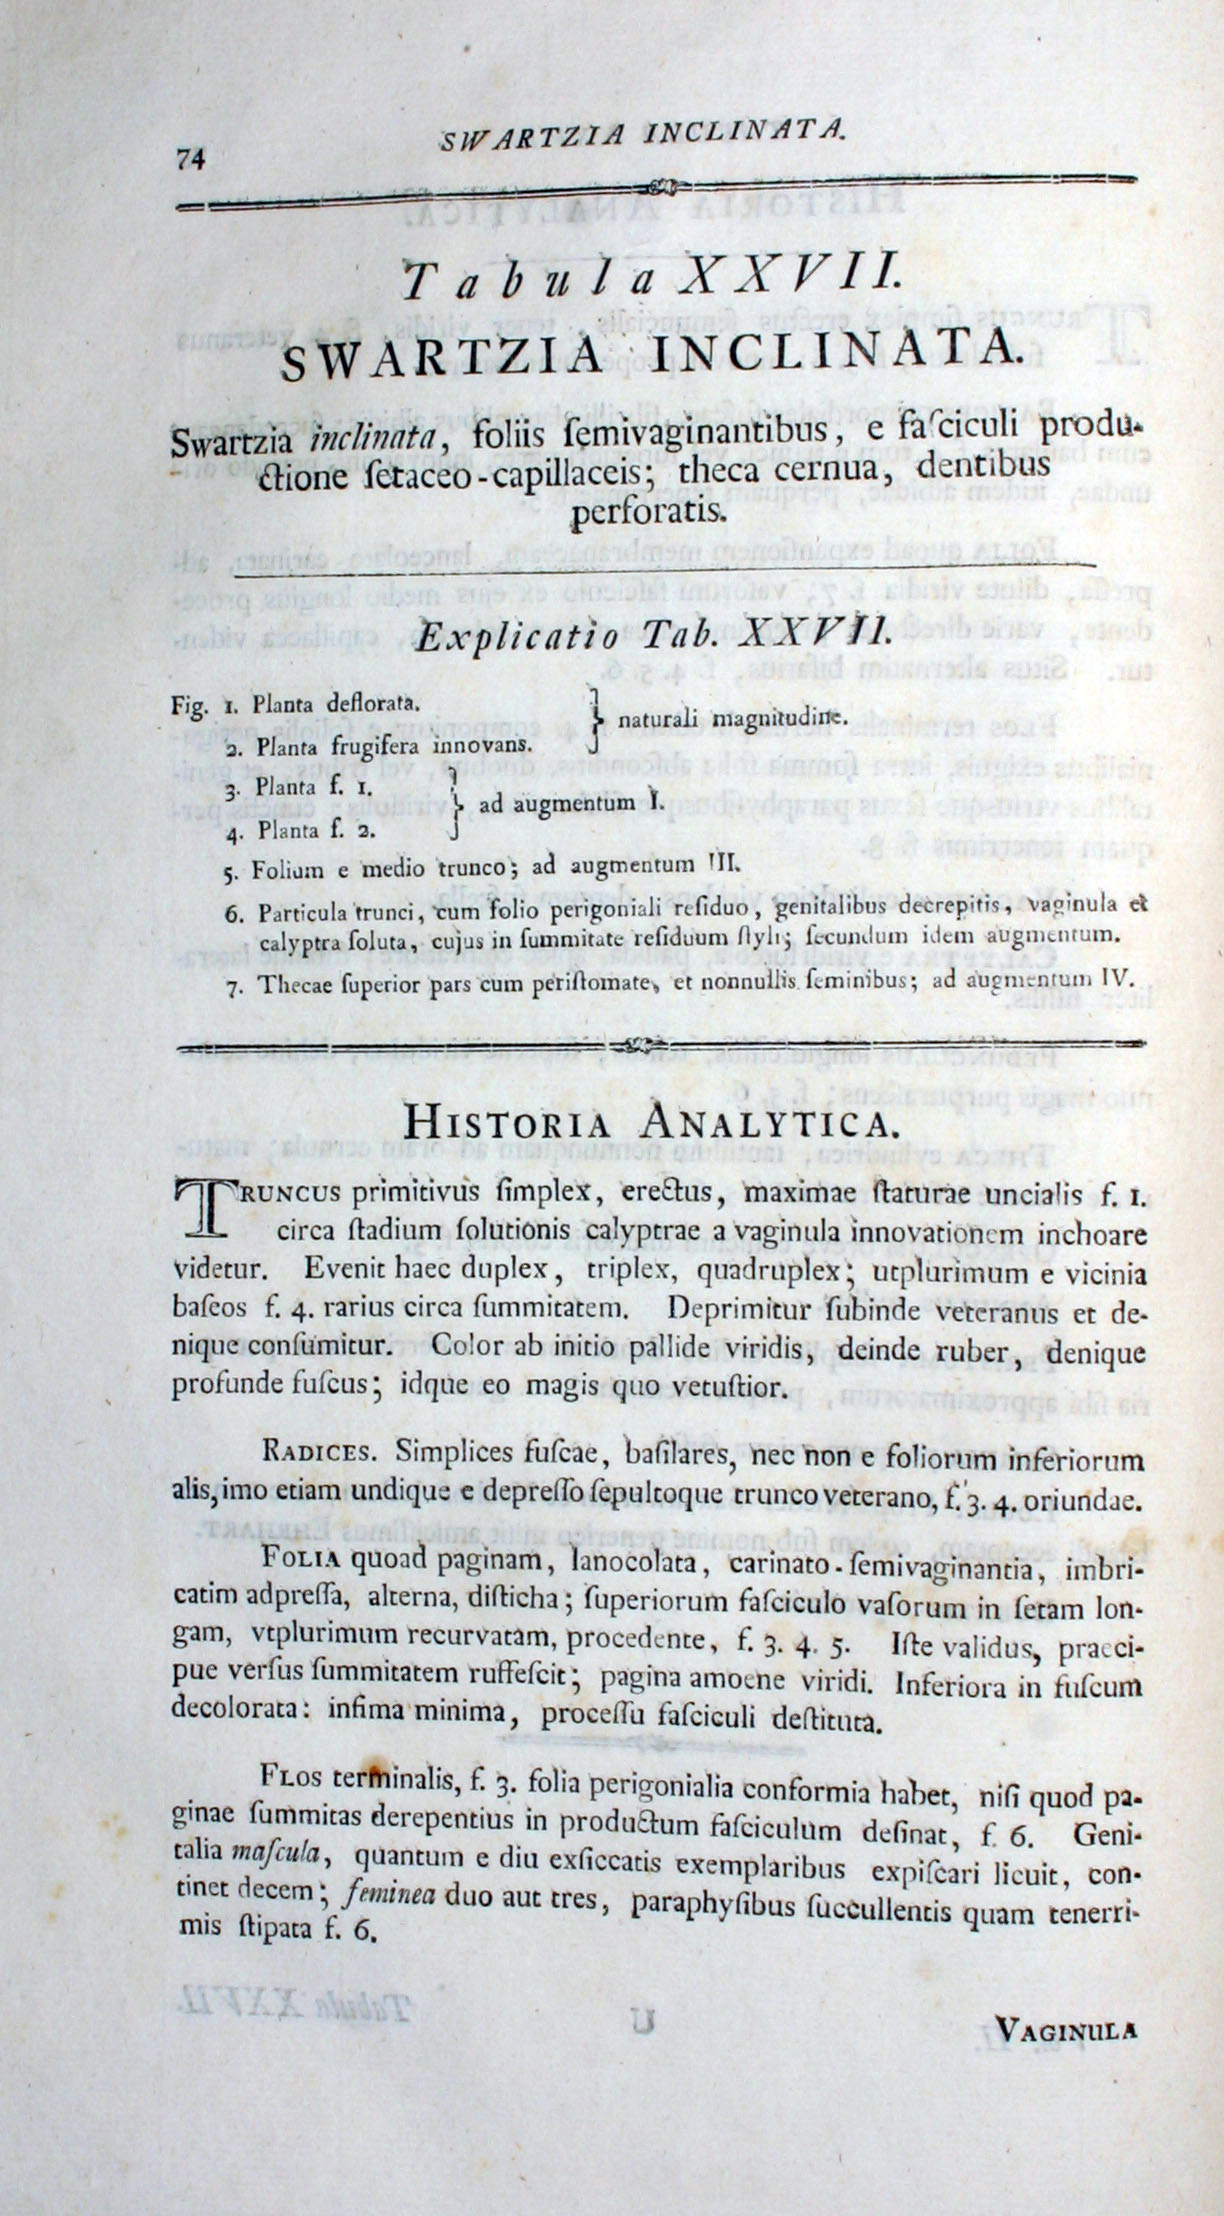 74
SWARTZIA INCLINATA.
Tabula XXVII.
SWARTZIA INCLINATA.
Swartzia inclinata, foliis ſemivaginantibus, e faſciculi produ-
ctione ſetaceo-capillaceis; theca cernua, dentibus
perforatis.
Explicatio Tab. XXVII.
Fig. 1. Planta deflorata.
} naturali magnitudine.
2. Planta frugifera innovans.
3. Planta f. 1.
} ad augmentum I.
4. Planta f. 2.
5. Folium e medio trunco; ad augmentum III.
6. Particula trunci, cum folio perigoniali reſiduo, genitalibus decrepitis, vaginula et
calyptra ſoluta, cujus in ſummitate reſiduum ſtyli; ſecundum idem augmentum.
7. Thecae ſuperior pars cum periſtomate, et nonnullis ſeminibus; ad augmentum IV.
HISTORIA ANALYTICA.
TRUNCUS primitivus ſimplex, erectus, maximae ſtaturae uncialis f. 1.
circa ſtadium ſolutionis calyptrae a vaginula innovationem inchoare
videtur. Evenit haec duplex, triplex, quadruplex; utplurimum e vicinia
baſeos f. 4. rarius circa ſummitatem. Deprimitur ſubinde veteranus et de-
nique conſumitur. Color ab initio pallide viridis, deinde ruber, denique
profunde fuſcus; idque eo magis quo vetuſtior.
RADICES. Simplices fuſcae, baſilares, nec non e foliorum inferiorum
alis, imo etiam undique e depreſſo ſepultoque trunco veterano, f. 3. 4. oriundae.
FOLIA quoad paginam, lanocolata, carinato-ſemivaginantia, imbri-
catim adpreſſa, alterna, diſticha; ſuperiorum faſciculo vaſorum in ſetam lon-
gam, vtplurimum recurvatam, procedente, f. 3. 4. 5. Iſte validus, praeci-
pue verſus ſummitatem ruffeſcit; pagina amoene viridi. Inferiora in fuſcum
decolorata: infima minima, proceſſu faſciculi deſtituta.
FLOS terminalis, f. 3. folia perigonialia conformia habet, niſi quod pa-
ginae ſummitas derepentius in productum faſciculum deſinat, f. 6. Geni-
talia maſcula, quantum e diu exſiccatis exemplaribus expiſcari licuit, con-
tinet decem; feminea duo aut tres, paraphyſibus ſuccullentis quam tenerri-
mis ſtipata f. 6.
VAGINULA